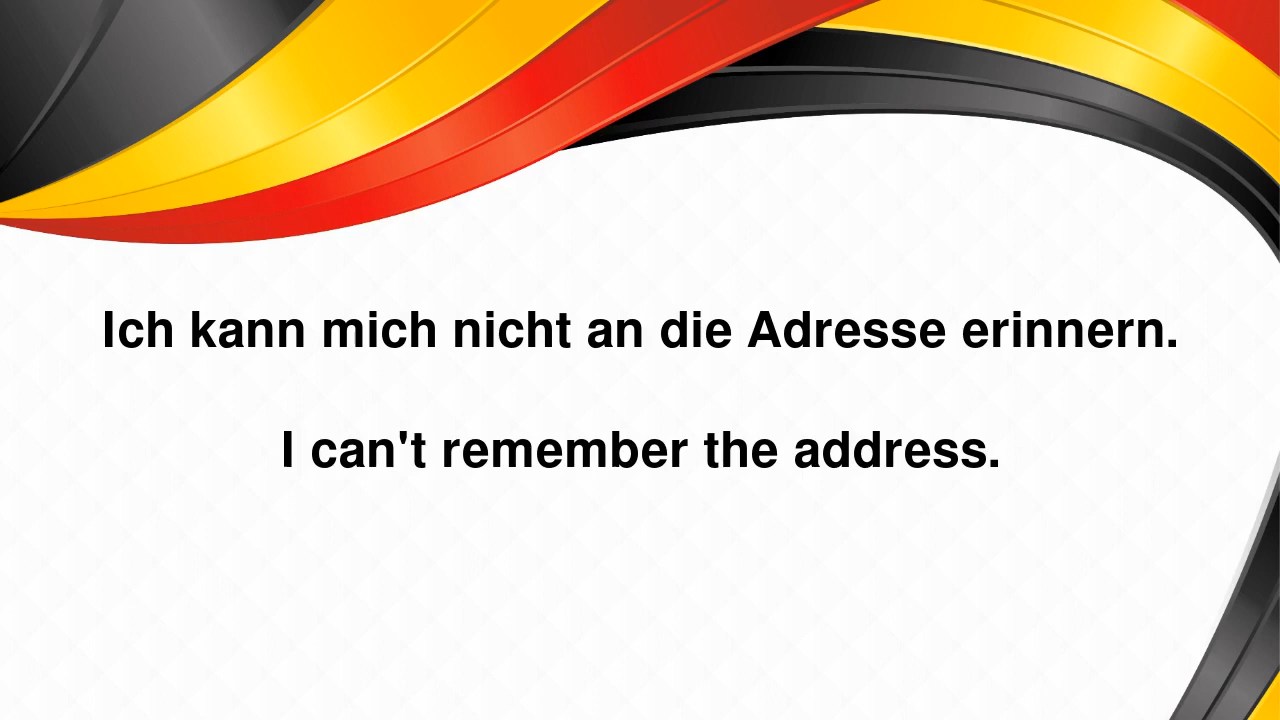 Ich kann mich nicht an die Adresse erinnern.
I can't remember the address.